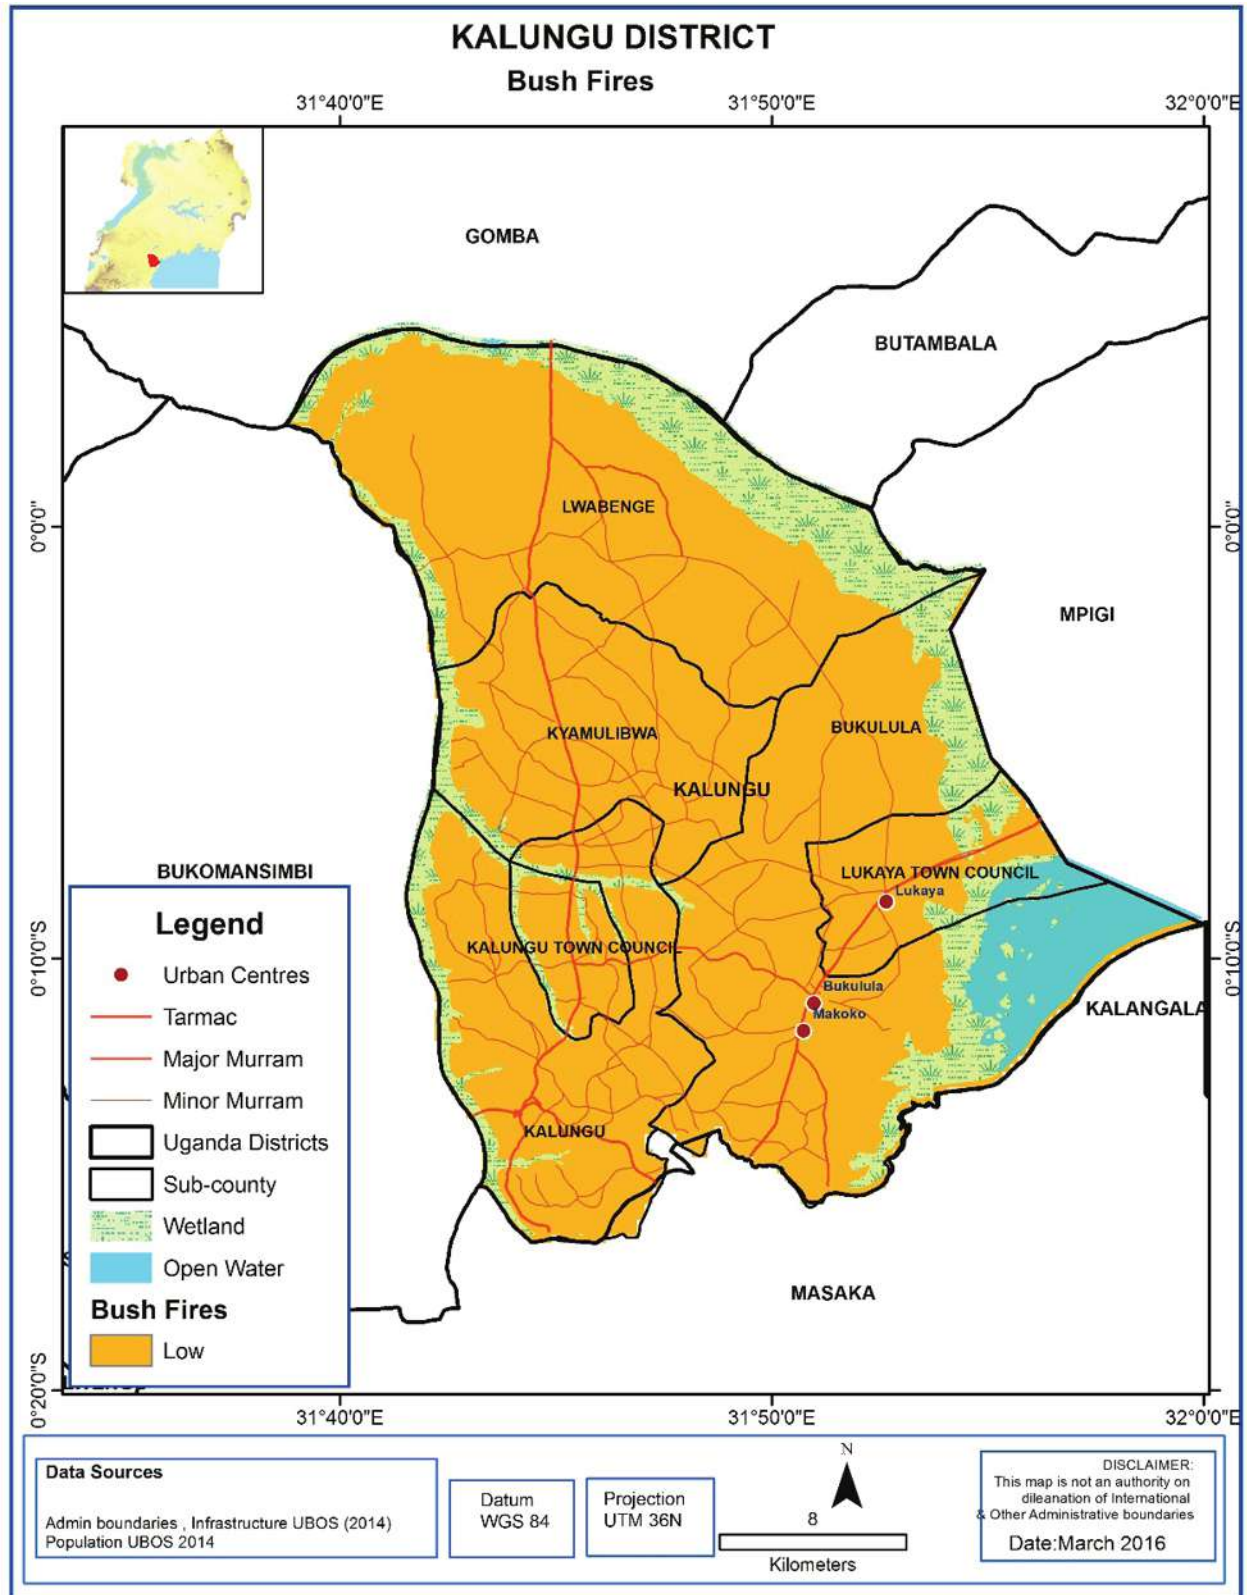 KALUNGU DISTRICT
Bush Fires
31°40'0"E
31°50'0"E
32°0'0"E
GOMBA
BUTAMBALA
LWABENGE
0°0'0"
0°0'0"
MPIGI
KYAMULIBWA
BUKULULA
KALUNGU
BUKOMANSIMBI
LUKAYA TOWN COUNCIL
Lukaya
KALUNGU TOWN COUNCIL
0°10'0"S
0°10'0"S
Bukulula
Makoko
KALANGALA
KALUNGU
MASAKA
Legend
Urban Centres
Tarmac
Major Murram
Minor Murram
Uganda Districts
Sub-county
Wetland
Open Water
Bush Fires
Low
0°20'0"S
31°40'0"E
31°50'0"E
32°0'0"E
Data Sources
Admin boundaries , Infrastructure UBOS (2014)
Population UBOS 2014
Datum
WGS 84
Projection
UTM 36N
N
8
Kilometers
DISCLAIMER:
This map is not an authority on
dileanation of International
& Other Administrative boundaries
Date:March 2016